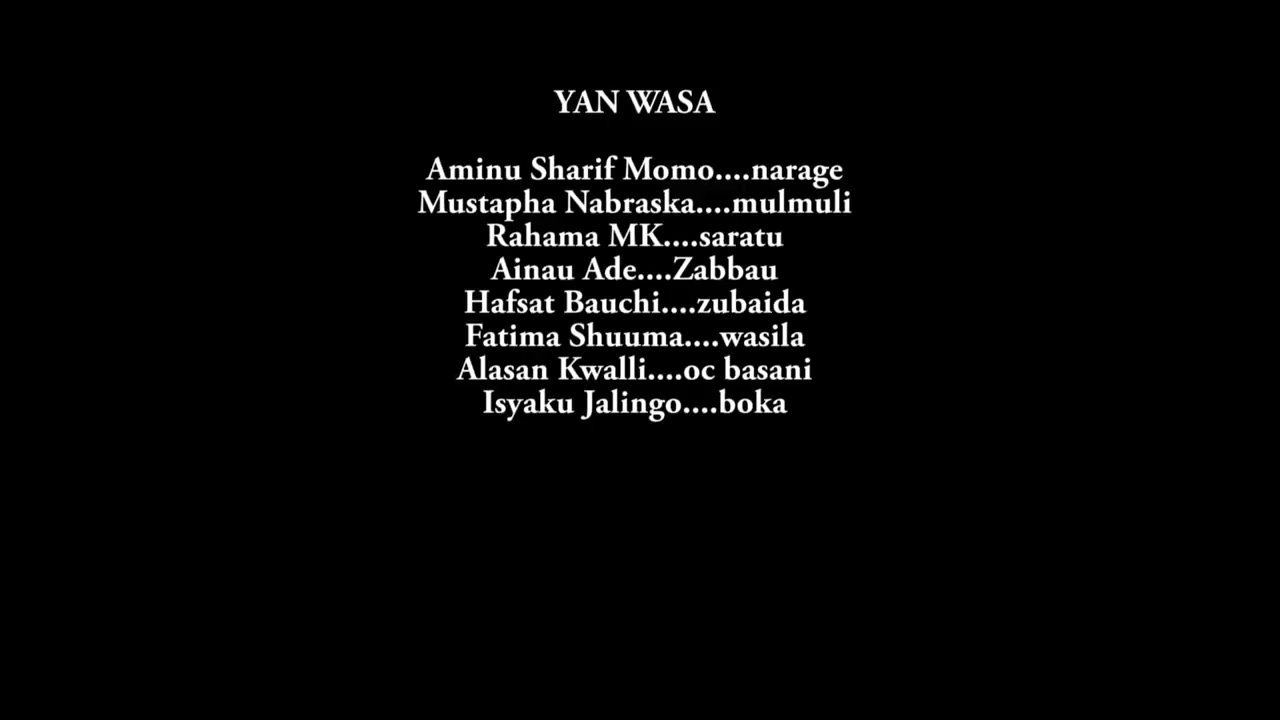 YAN WASA
Aminu Sharif Momo....narage
Mustapha Nabraska....mulmuli
Rahama MK....saratu
Ainau Ade....Zabbau
Hafsat Bauchi....zubaida
Fatima Shuuma....wasila
Alasan Kwalli....oc basani
Isyaku Jalingo....boka